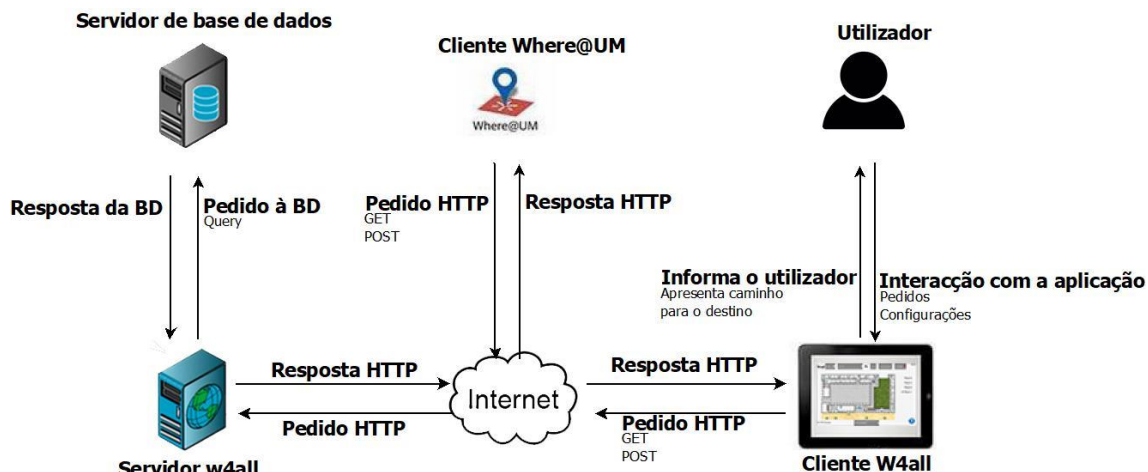 Servidor de base de dados
Cliente Where@UM
Utilizador
Where@UM
Resposta da BD
Pedido à BD
Query
Pedido HTTP
GET
POST
Resposta HTTP
Informa o utilizador
Apresenta caminho
para o destino
Interacção com a aplicação
Pedidos
Configurações
Resposta HTTP
Pedido HTTP
Internet
Resposta HTTP
Pedido HTTP
GET
POST
Servidor w4all
Cliente W4all